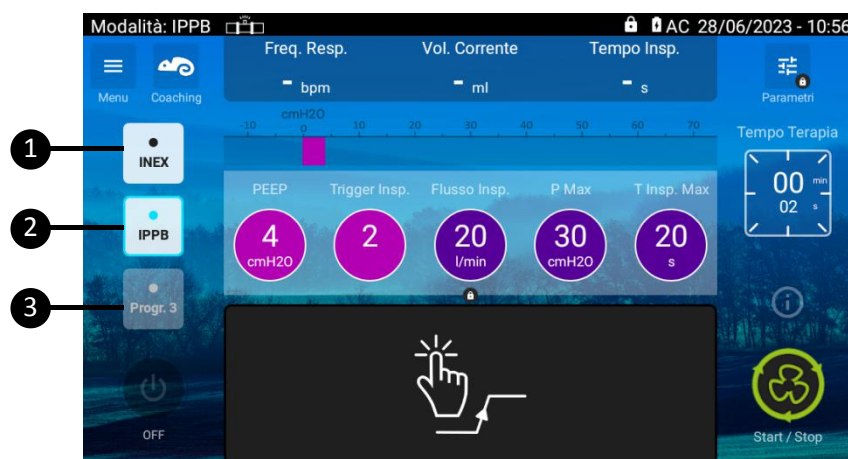 Modalità: IPPB
AC 28/06/2023 - 10:56
Menu
Coaching
Freq. Resp.
Vol. Corrente
Tempo Insp.
- bpm
- ml
- s
Parametri
cmH2O
-10 0 10 20 30 40 50 60 70
Tempo Terapia
00 min
02 s
1
INEX
2
IPPB
3
Progr. 3
PEEP
Trigger Insp.
Flusso Insp.
P Max
T Insp. Max
4
cmH2O
2
20
l/min
30
cmH2O
20
s
OFF
Start / Stop